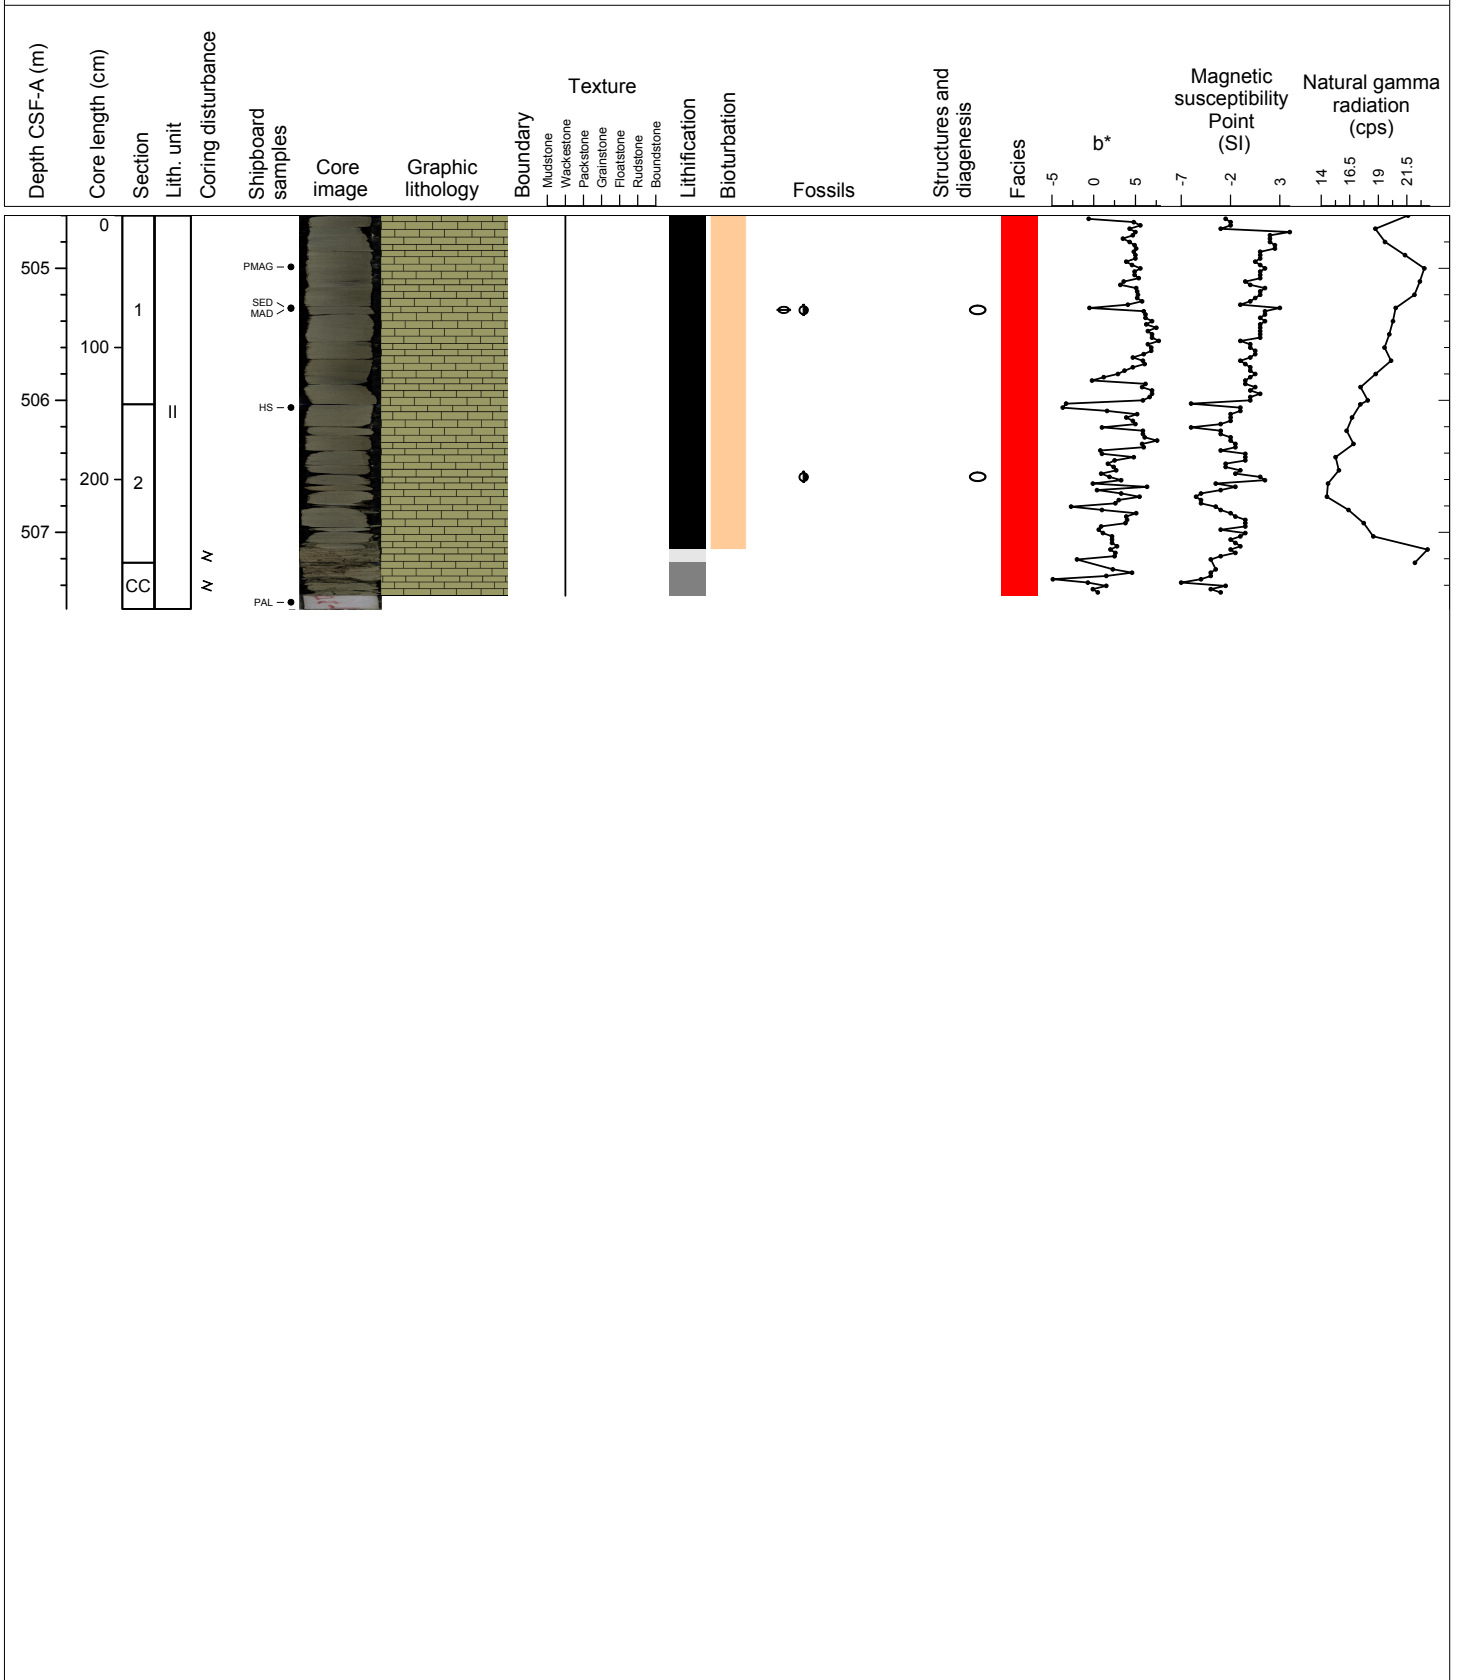 Depth CSF-A (m)
Core length (cm)
Section
Lith. unit
Coring disturbance
Shipboard
samples
Core
image
Graphic
lithology
Boundary
Texture
Mudstone
Wackestone
Packstone
Grainstone
Floatstone
Rudstone
Boundstone
Lithification
Bioturbation
Fossils
Structures and
diagenesis
Facies
b*
-5
0
5
Magnetic
susceptibility
Point
(SI)
-7
-2
3
Natural gamma
radiation
(cps)
14
16.5
19
21.5
0
505
PMAG
SED
MAD
1
100
506
HS
II
200
2
507
CC
PAL